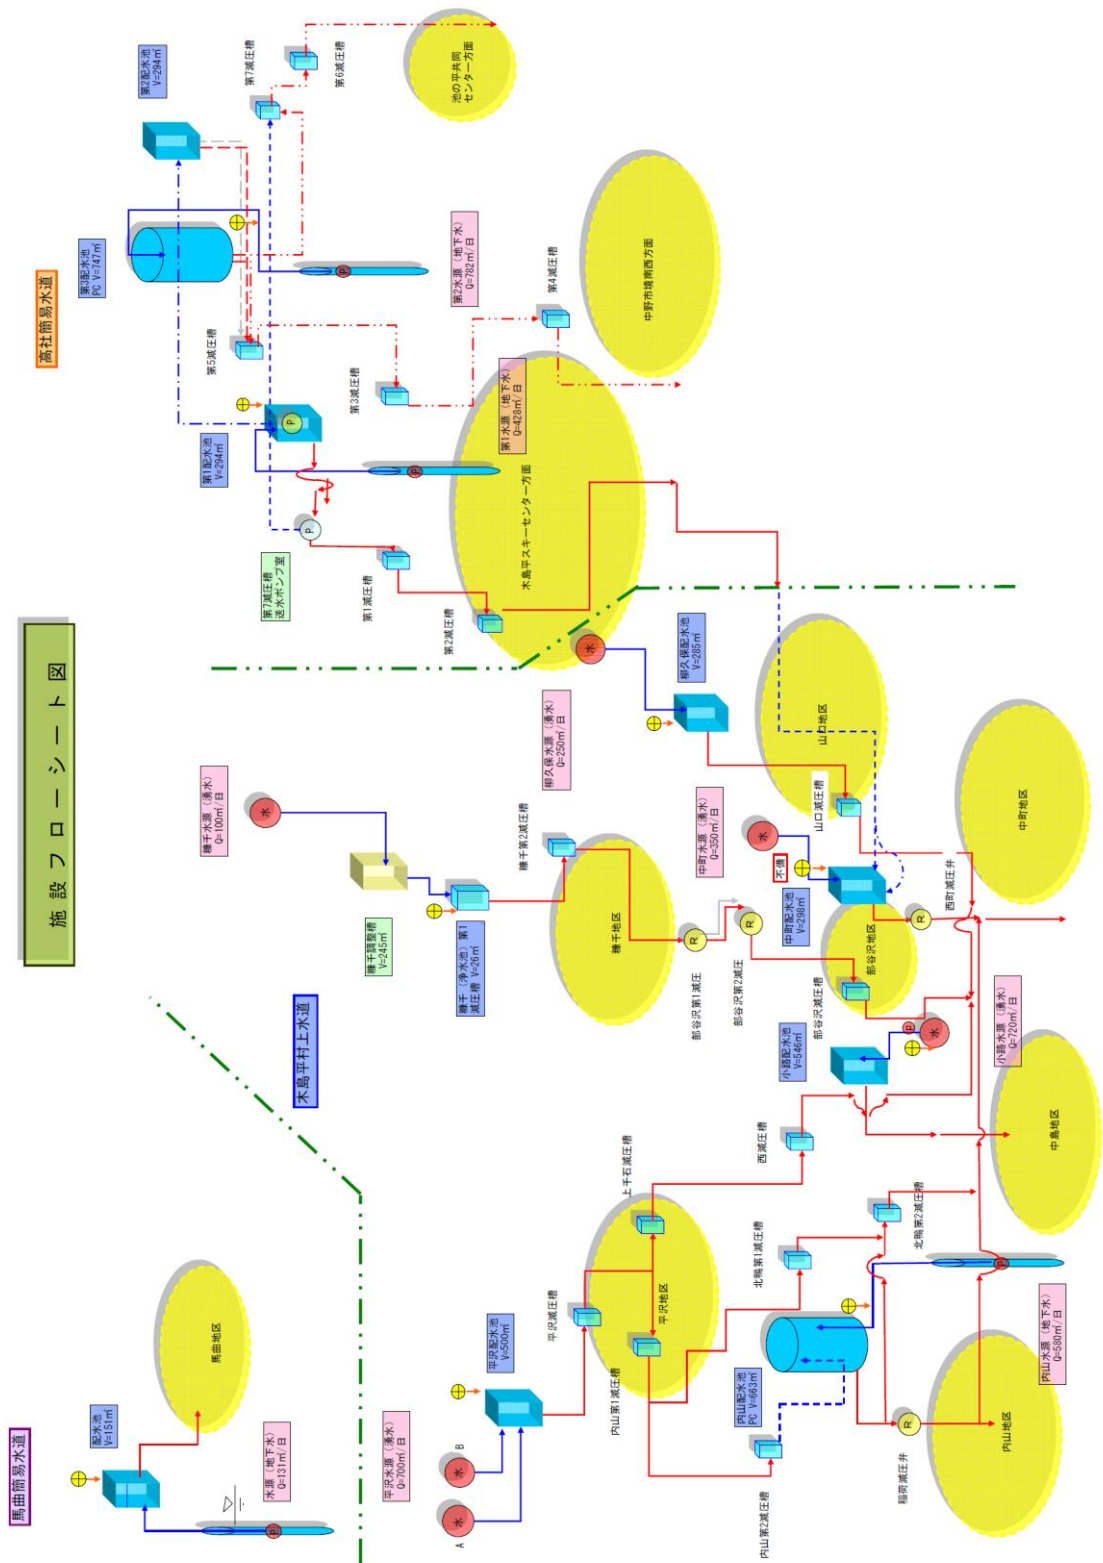 施設フローシート図
馬曲簡易水道
配水池
V=151㎥
水源（地下水）
Q=131㎥/日
馬曲地区
P
木島平村上水道
平沢水源（湧水）
Q=700㎥/日
A
水
B
水
平沢配水池
V=500㎥
平沢減圧槽
平沢地区
上千石減圧槽
内山第1減圧槽
内山第2減圧槽
内山配水池
PC V=663㎥
北鴨第1減圧槽
北鴨第2減圧槽
西減圧槽
稲荷減圧弁
R
内山地区
内山水源（地下水）
Q=580㎥/日
P
糠千水源（湧水）
Q=100㎥/日
水
糠千調整槽
V=245㎥
糠千（浄水池）第1
減圧槽 V=26㎥
糠千第2減圧槽
糠千地区
部谷沢第1減圧
R
部谷沢第2減圧
R
部谷沢減圧槽
部谷沢地区
小路配水池
V=546㎥
小路水源（湧水）
Q=720㎥/日
P
水
中島地区
柳久保水源（湧水）
Q=250㎥/日
水
柳久保配水池
V=285㎥
山口地区
山口減圧槽
中町水源（湧水）
Q=350㎥/日
水
不備
中町配水池
V=298㎥
R
西町減圧弁
中町地区
高社簡易水道
第3配水池
PC V=747㎥
第2配水池
V=294㎥
第7減圧槽
第6減圧槽
池の平共同
センター方面
第5減圧槽
第1配水池
V=294㎥
P
P
P
第2水源（地下水）
Q=782㎥/日
第3減圧槽
第4減圧槽
中野市境南西方面
第1水源（地下水）
Q=428㎥/日
第7減圧槽
送水ポンプ室
P
第1減圧槽
第2減圧槽
木島平スキーセンター方面